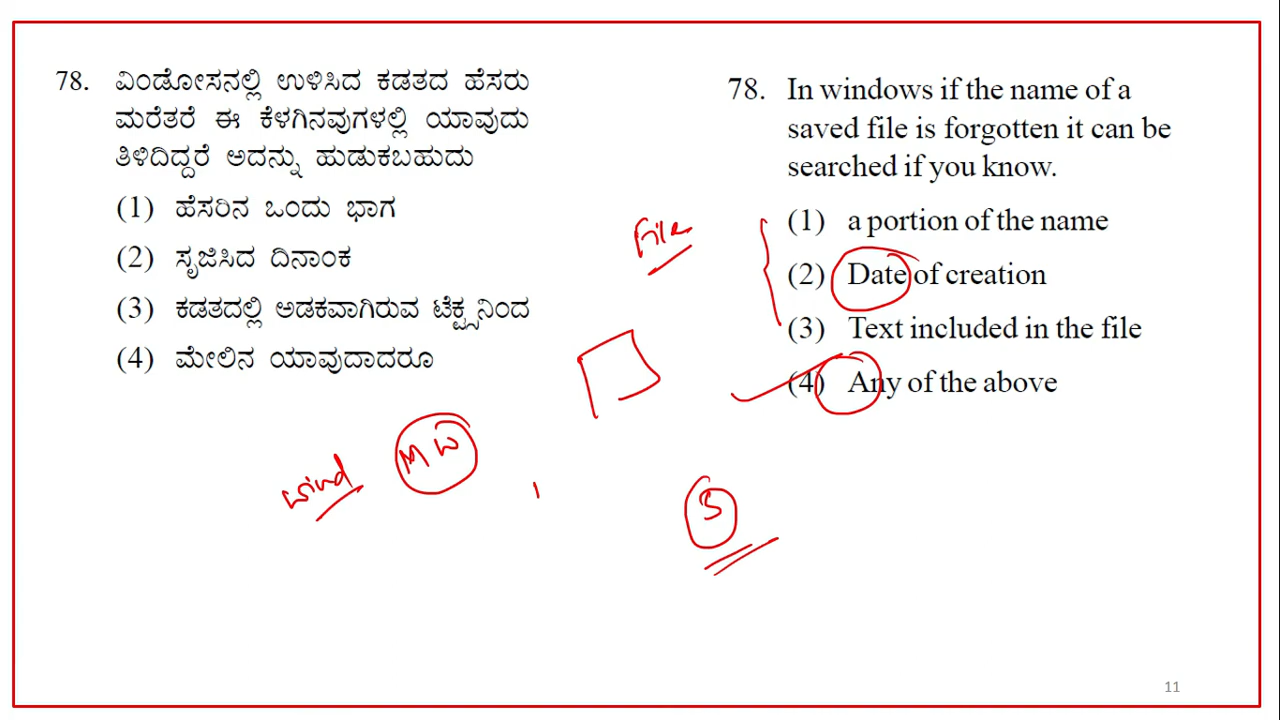 78. ವಿಂಡೋಸನಲ್ಲಿ ಉಳಿಸಿದ ಕಡತದ ಹೆಸರು
ಮರೆತರೆ ಈ ಕೆಳಗಿನವುಗಳಲ್ಲಿ ಯಾವುದು
ತಿಳಿದಿದ್ದರೆ ಅದನ್ನು ಹುಡುಕಬಹುದು
(1) ಹೆಸರಿನ ಒಂದು ಭಾಗ
(2) ಸೃಜಿಸಿದ ದಿನಾಂಕ
(3) ಕಡತದಲ್ಲಿ ಅಡಕವಾಗಿರುವ ಟೆಕ್ಟ್ಸನಿಂದ
(4) ಮೇಲಿನ ಯಾವುದಾದರೂ
78. In windows if the name of a
saved file is forgotten it can be
searched if you know.
(1) a portion of the name
(2) Date of creation
(3) Text included in the file
(4) Any of the above
File
wind
MW
S
11